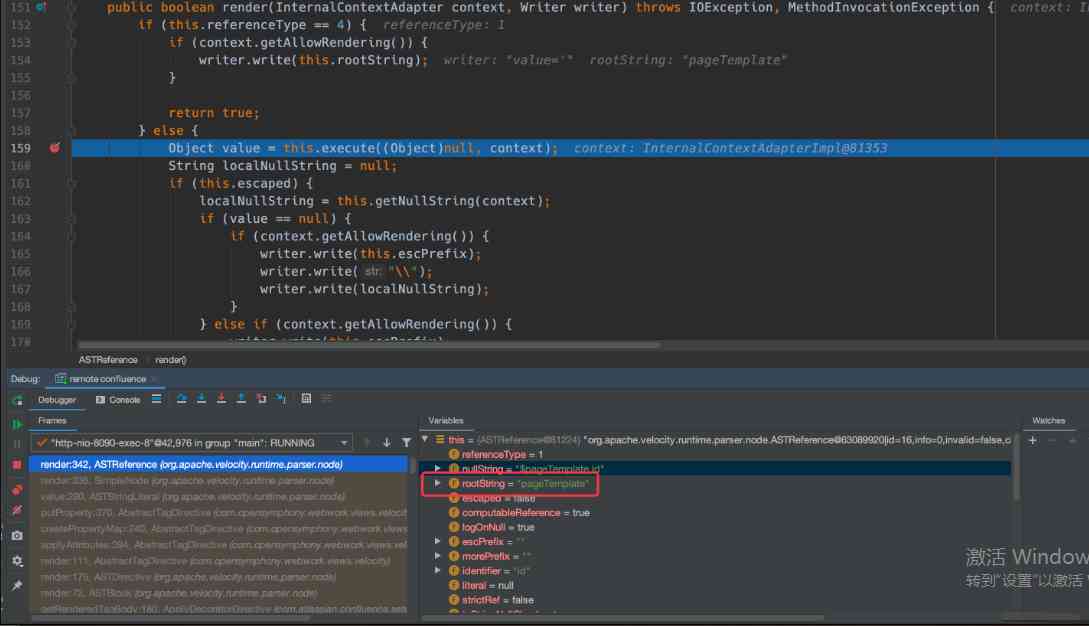 151 public boolean render(InternalContextAdapter context, Writer writer) throws IOException, MethodInvocationException { context: I
152 if (this.referenceType == 4) { referenceType: 1
153 if (context.getAllowRendering()) {
154 writer.write(this.rootString); writer: "value='" rootString: "pageTemplate"
155 }
156
157 return true;
158 } else {
159 Object value = this.execute((Object)null, context); context: InternalContextAdapterImpl@81353
160 String localNullString = null;
161 if (this.escaped) {
162 localNullString = this.getNullString(context);
163 if (value == null) {
164 if (context.getAllowRendering()) {
165 writer.write(this.escPrefix);
166 writer.write( str: "\\");
167 writer.write(localNullString);
168 }
169 } else if (context.getAllowRendering()) {
170 writer.write(this.escPrefix)
ASTReference render()
Debug: remote confluence
Debugger Console
Frames Variables Watches
"http-nio-8090-exec-8"@42,976 in group "main": RUNNING
render:342, ASTReference (org.apache.velocity.runtime.parser.node)
render:336, SimpleNode (org.apache.velocity.runtime.parser.node)
value:290, ASTStringLiteral (org.apache.velocity.runtime.parser.node)
putProperty:370, AbstractTagDirective (com.opensymphony.webwork.views.veloci
createPropertyMap:240, AbstractTagDirective (com.opensymphony.webwork.views
applyAttributes:394, AbstractTagDirective (com.opensymphony.webwork.views.vel
render:111, AbstractTagDirective (com.opensymphony.webwork.views.velocity)
render:175, ASTDirective (org.apache.velocity.runtime.parser.node)
render:72, ASTBlock (org.apache.velocity.runtime.parser.node)
getRenderedTagBody:180, ApplyDecoratorDirective (com.atlassian.confluence.setu
this = {ASTReference@81224} "org.apache.velocity.runtime.parser.node.ASTReference@63089920[id=16,info=0,invalid=false,c
referenceType = 1
nullString = "$pageTemplate.id"
rootString = "pageTemplate"
escaped = false
computableReference = true
logOnNull = true
escPrefix = ""
morePrefix = ""
identifier = "id"
literal = null
strictRef = false
激活 Window
转到"设置"以激活